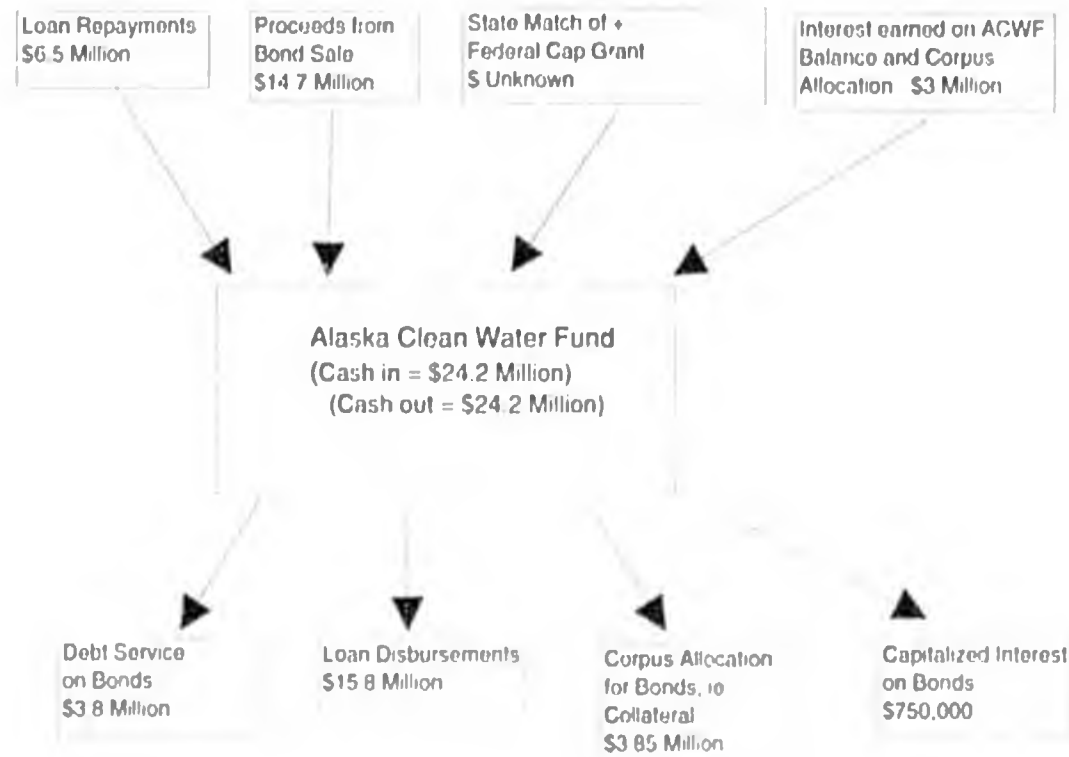 Loan Repayments
$6.5 Million
Proceeds from
Bond Sale
$14 7 Million
State Match of +
Federal Cap Grant
$ Unknown
Interest earned on ACWF
Balance and Corpus
Allocation $3 Million
Alaska Clean Water Fund
(Cash in = $24.2 Million)
(Cash out = $24.2 Million)
Debt Service
on Bonds
$3 8 Million
Loan Disbursements
$15 8 Million
Corpus Allocation
for Bonds, ie
Collateral
$3 85 Million
Capitalized Interest
on Bonds
$750,000